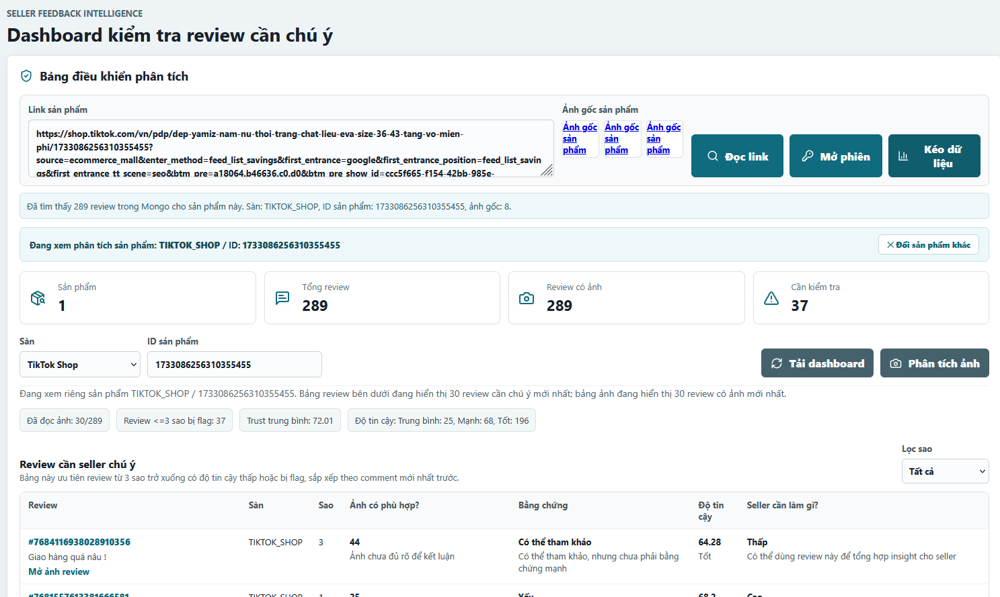 SELLER FEEDBACK INTELLIGENCE
Dashboard kiểm tra review cần chú ý
Bảng điều khiển phân tích
Link sản phẩm
https://shop.tiktok.com/vn/pdp/dep-yamiz-nam-nu-thoi-trang-chat-lieu-eva-size-36-43-tang-vo-mien-
phi/1733086256310355455?
source=ecommerce_mall&enter_method=feed_list_savings&first_entrance=google&first_entrance_position=feed_list_savin
gs&first_entrance_tt_scene=seo&btm_pre=a18064.b46636.c0.d0&btm_pre_show_id=ccc5f665-f154-42bb-985e-
Ảnh gốc sản phẩm
Ảnh gốc
sản
phẩm
Ảnh gốc
sản
phẩm
Ảnh gốc
sản
phẩm
Đọc link
Mở phiên
Kéo dữ
liệu
Đã tìm thấy 289 review trong Mongo cho sản phẩm này. Sàn: TIKTOK_SHOP, ID sản phẩm: 1733086256310355455, ảnh gốc: 8.
Đang xem phân tích sản phẩm: TIKTOK_SHOP / ID: 1733086256310355455
Đổi sản phẩm khác
Sản phẩm
1
Tổng review
289
Review có ảnh
289
Cần kiểm tra
37
Sàn
TikTok Shop
ID sản phẩm
1733086256310355455
Tải dashboard
Phân tích ảnh
Đang xem riêng sản phẩm TIKTOK_SHOP / 1733086256310355455. Bảng review bên dưới đang hiển thị 30 review cần chú ý mới nhất; bảng ảnh đang hiển thị 30 review có ảnh mới nhất.
Đã đọc ảnh: 30/289
Review <=3 sao bị flag: 37
Trust trung bình: 72.01
Độ tin cậy: Trung bình: 25, Mạnh: 68, Tốt: 196
Review cần seller chú ý
Bảng này ưu tiên review từ 3 sao trở xuống có độ tin cậy thấp hoặc bị flag, sắp xếp theo comment mới nhất trước.
Lọc sao
Tất cả
Review
Sàn
Sao
Ảnh có phù hợp?
Bằng chứng
Độ tin
cậy
Seller cần làm gì?
#7684116938028910356
Giao hàng quá nâu !
Mở ảnh review
TIKTOK_SHOP
3
44
Ảnh chưa đủ rõ để kết luận
Có thể tham khảo
Có thể tham khảo, nhưng chưa phải bằng
chứng mạnh
64.28
Tốt
Thấp
Có thể dùng review này để tổng hợp insight cho seller
#7681557613381666581
TIKTOK_SHOP
1
25
Yếu
68.2
Cao